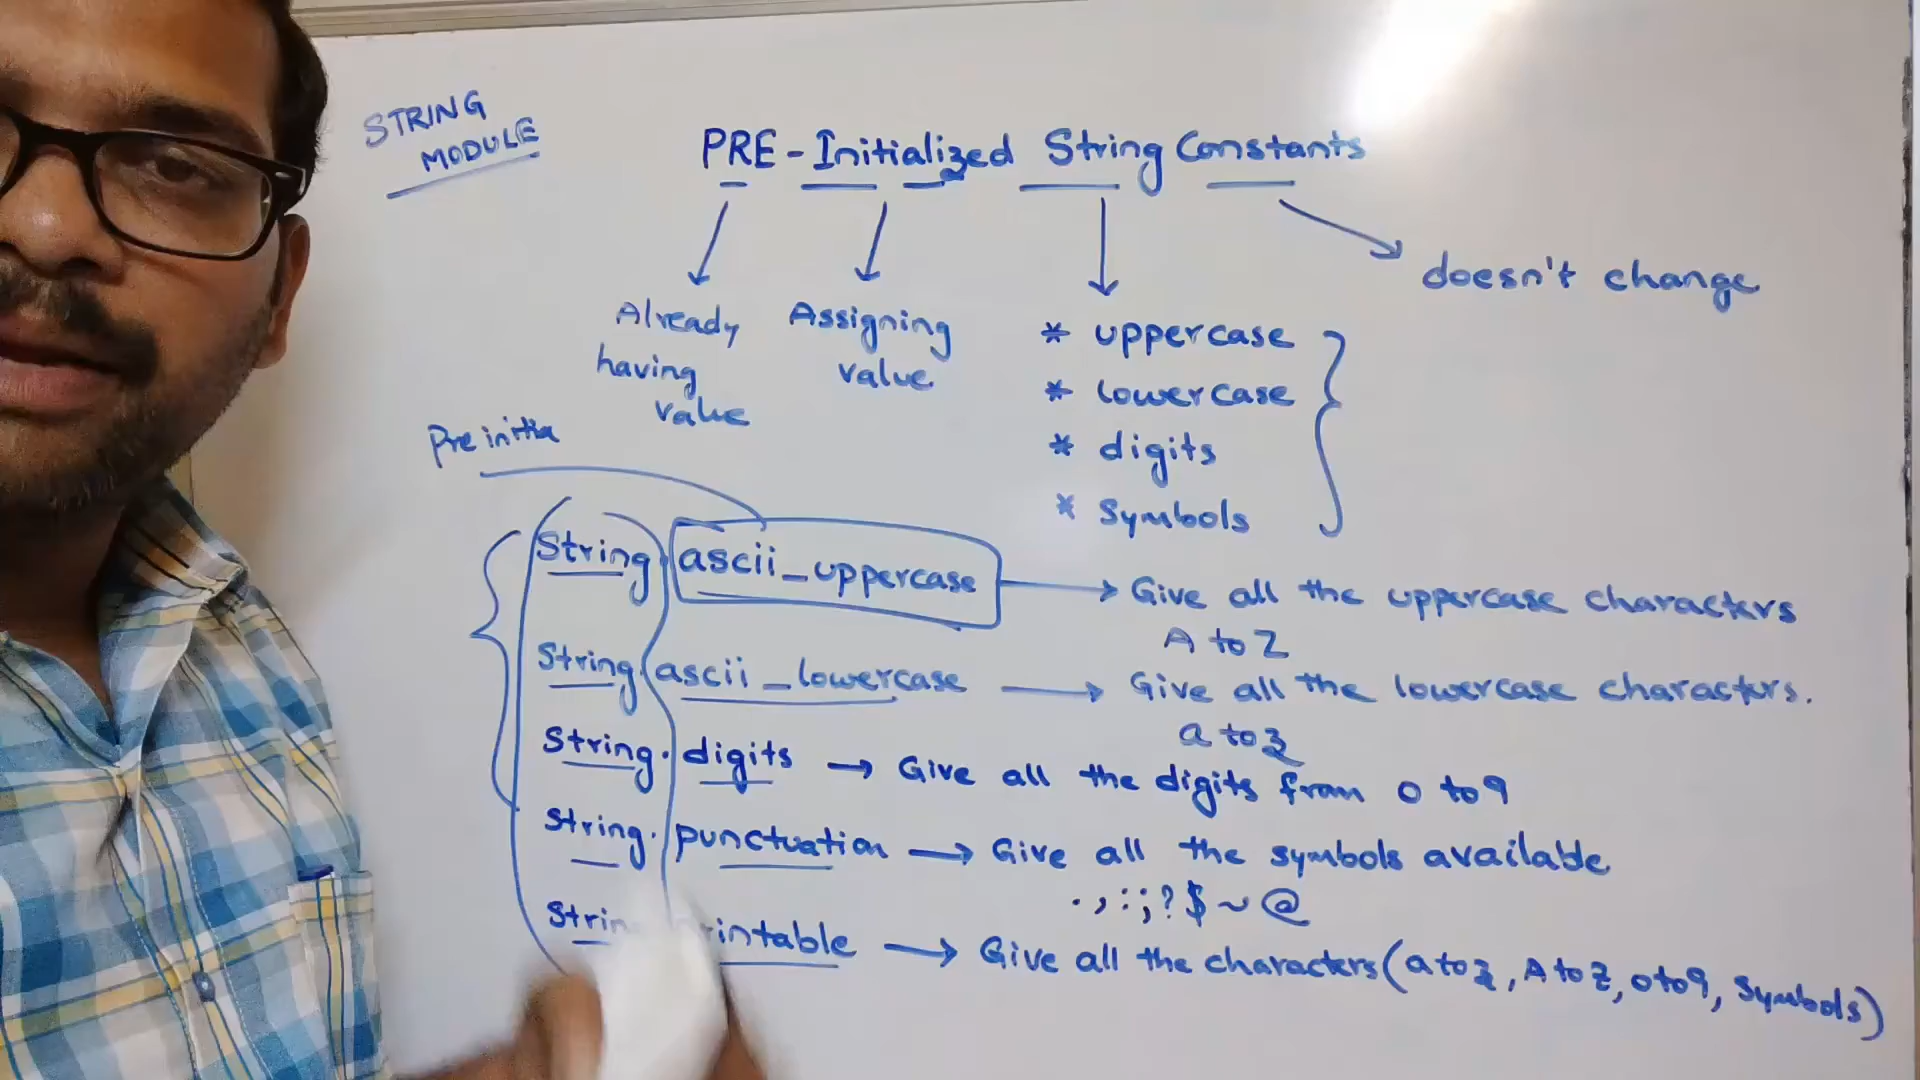 STRING
MODULE
PRE-Initialized String Constants
Already
having
value
Assigning
value
* uppercase
* lowercase
* digits
* Symbols
doesn't change
Pre initia
String. ascii_uppercase → Give all the uppercase characters
A to Z
String. ascii_lowercase → Give all the lowercase characters.
a to z
String. digits → Give all the digits from 0 to 9
String. punctuation → Give all the symbols available
. , : ; ? $ ~ @
→ Give all the characters (a to z, A to Z, 0 to 9, Symbols)